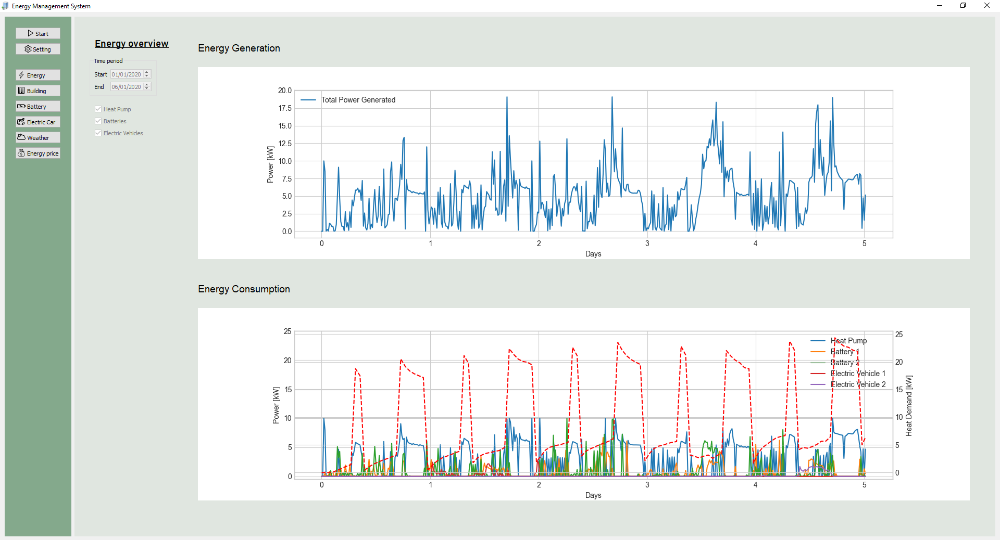 Energy Management System
Start
Setting
Energy
Building
Battery
Electric Car
Weather
Energy price
Energy overview
Time period
Start 01/01/2020
End 06/01/2020
Heat Pump
Batteries
Electric Vehicles
Energy Generation
Total Power Generated
Power [kW]
20.0
17.5
15.0
12.5
10.0
7.5
5.0
2.5
0.0
0 1 2 3 4 5
Days
Energy Consumption
Heat Pump
Battery 1
Battery 2
Electric Vehicle 1
Electric Vehicle 2
Power [kW]
25
20
15
10
5
0
25
20
15
10
5
0
Heat Demand [kW]
0 1 2 3 4 5
Days